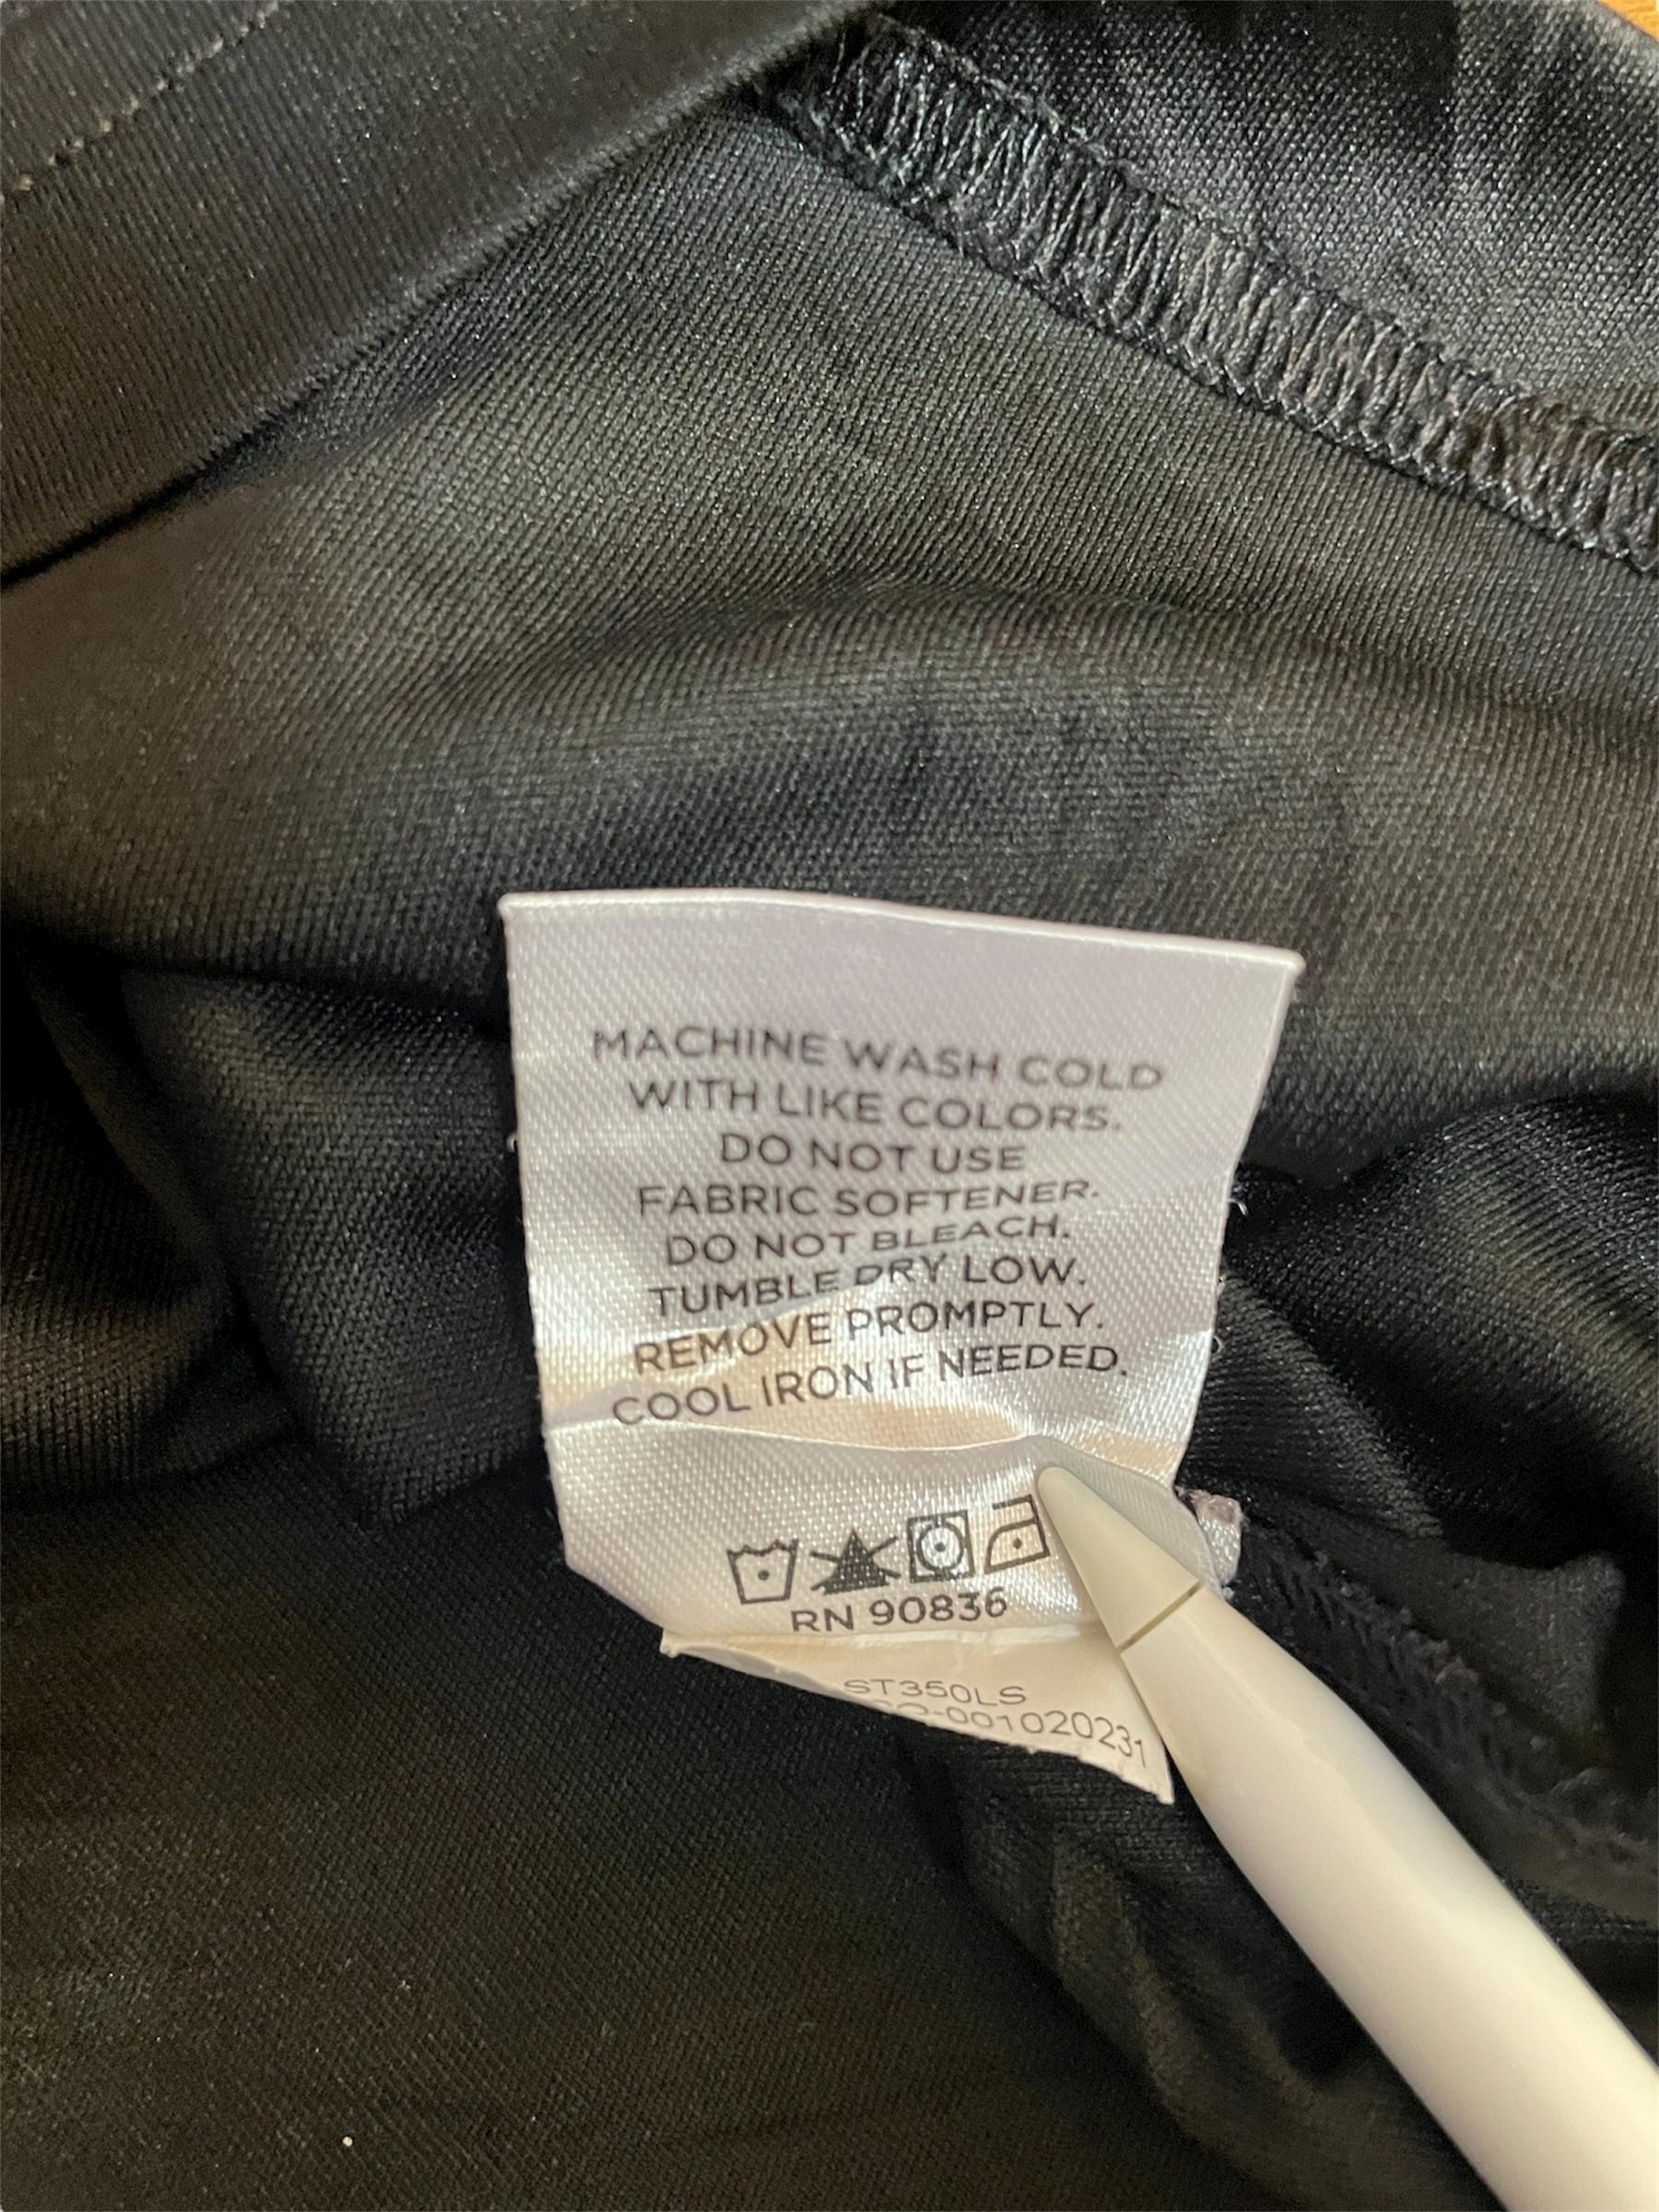 MACHINE WASH COLD
WITH LIKE COLORS.
DO NOT USE
FABRIC SOFTENER.
DO NOT BLEACH.
TUMBLE DRY LOW.
REMOVE PROMPTLY.
COOL IRON IF NEEDED.
RN 90836
ST350LS